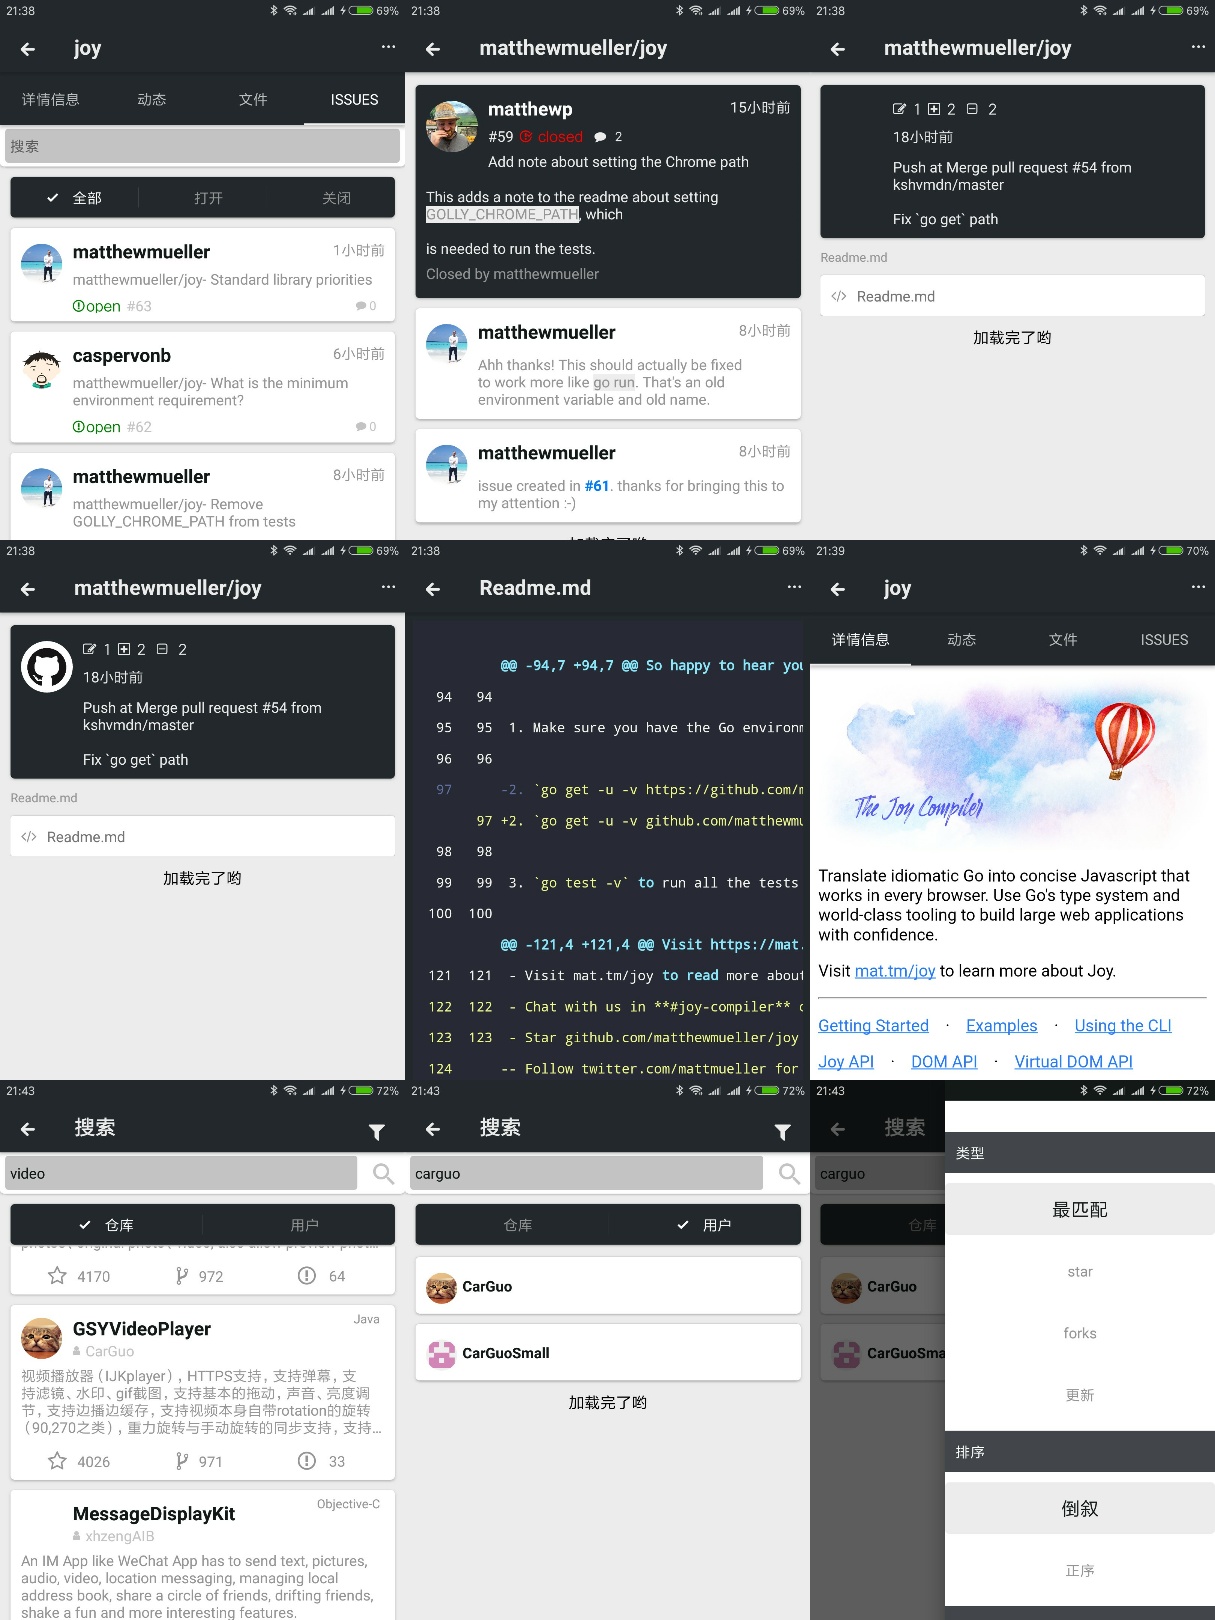 21:38
69%
joy
详情信息
动态
文件
ISSUES
搜索
全部
打开
关闭
matthewmueller
1小时前
matthewmueller/joy- Standard library priorities
open #63
0
caspervonb
6小时前
matthewmueller/joy- What is the minimum
environment requirement?
open #62
0
matthewmueller
8小时前
matthewmueller/joy- Remove
GOLLY_CHROME_PATH from tests
21:38
69%
matthewmueller/joy
matthewp
15小时前
#59 closed 2
Add note about setting the Chrome path
This adds a note to the readme about setting
GOLLY_CHROME_PATH, which
is needed to run the tests.
Closed by matthewmueller
matthewmueller
8小时前
Ahh thanks! This should actually be fixed
to work more like go run. That's an old
environment variable and old name.
matthewmueller
8小时前
issue created in #61. thanks for bringing this to
my attention :-)
加载完了哟
21:38
69%
matthewmueller/joy
1 2 2
18小时前
Push at Merge pull request #54 from
kshvmdn/master
Fix `go get` path
Readme.md
Readme.md
加载完了哟
21:38
69%
matthewmueller/joy
1 2 2
18小时前
Push at Merge pull request #54 from
kshvmdn/master
Fix `go get` path
Readme.md
Readme.md
加载完了哟
21:38
69%
Readme.md
@@ -94,7 +94,7 @@ So happy to hear you
94 94
95 95 1. Make sure you have the Go environm
96 96
97 -2. `go get -u -v https://github.com/m
97 +2. `go get -u -v github.com/matthewmu
98 98
99 99 3. `go test -v` to run all the tests
100 100
@@ -121,4 +121,4 @@ Visit https://mat.
121 121 - Visit mat.tm/joy to read more about
122 122 - Chat with us in **#joy-compiler** o
123 123 - Star github.com/matthewmueller/joy
124 -- Follow twitter.com/mattmueller for
21:39
70%
joy
详情信息
动态
文件
ISSUES
The Joy Compiler
Translate idiomatic Go into concise Javascript that
works in every browser. Use Go's type system and
world-class tooling to build large web applications
with confidence.
Visit mat.tm/joy to learn more about Joy.
Getting Started · Examples · Using the CLI
Joy API · DOM API · Virtual DOM API
21:43
72%
搜索
video
仓库
用户
4170 972 64
GSYVideoPlayer
Java
CarGuo
视频播放器（IJKplayer），HTTPS支持，支持弹幕，支
持滤镜、水印、gif截图，支持基本的拖动，声音、亮度调
节，支持边播边缓存，支持视频本身自带rotation的旋转
（90,270之类），重力旋转与手动旋转的同步支持，支持...
4026 971 33
MessageDisplayKit
Objective-C
xhzengAIB
An IM App like WeChat App has to send text, pictures,
audio, video, location messaging, managing local
address book, share a circle of friends, drifting friends,
shake a fun and more interesting features.
21:43
72%
搜索
carguo
仓库
用户
CarGuo
CarGuoSmall
加载完了哟
21:43
72%
搜索
carguo
仓库
CarGuo
CarGuoSma
类型
最匹配
star
forks
更新
排序
倒叙
正序